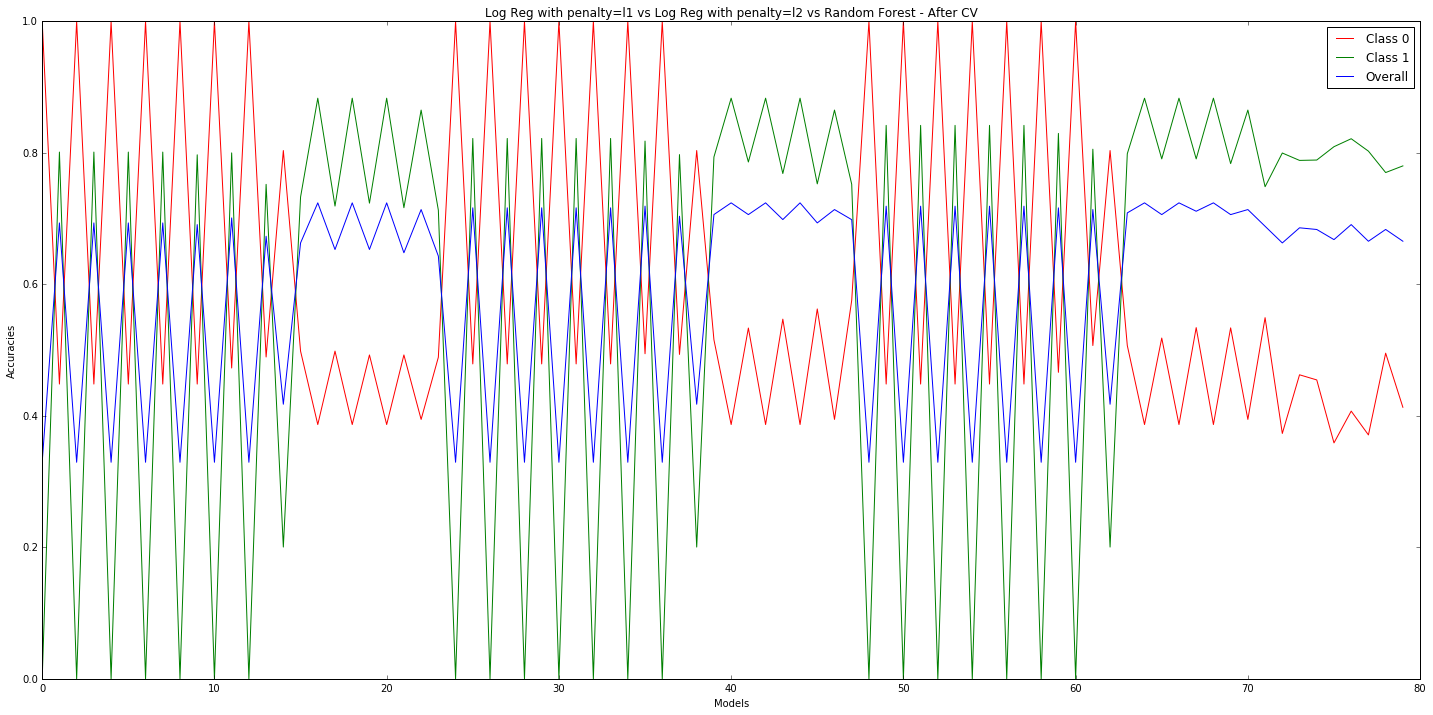 Log Reg with penalty=l1 vs Log Reg with penalty=l2 vs Random Forest - After CV
Class 0
Class 1
Overall
Accuracies
1.0
0.8
0.6
0.4
0.2
0.0
0 10 20 30 40 50 60 70 80
Models